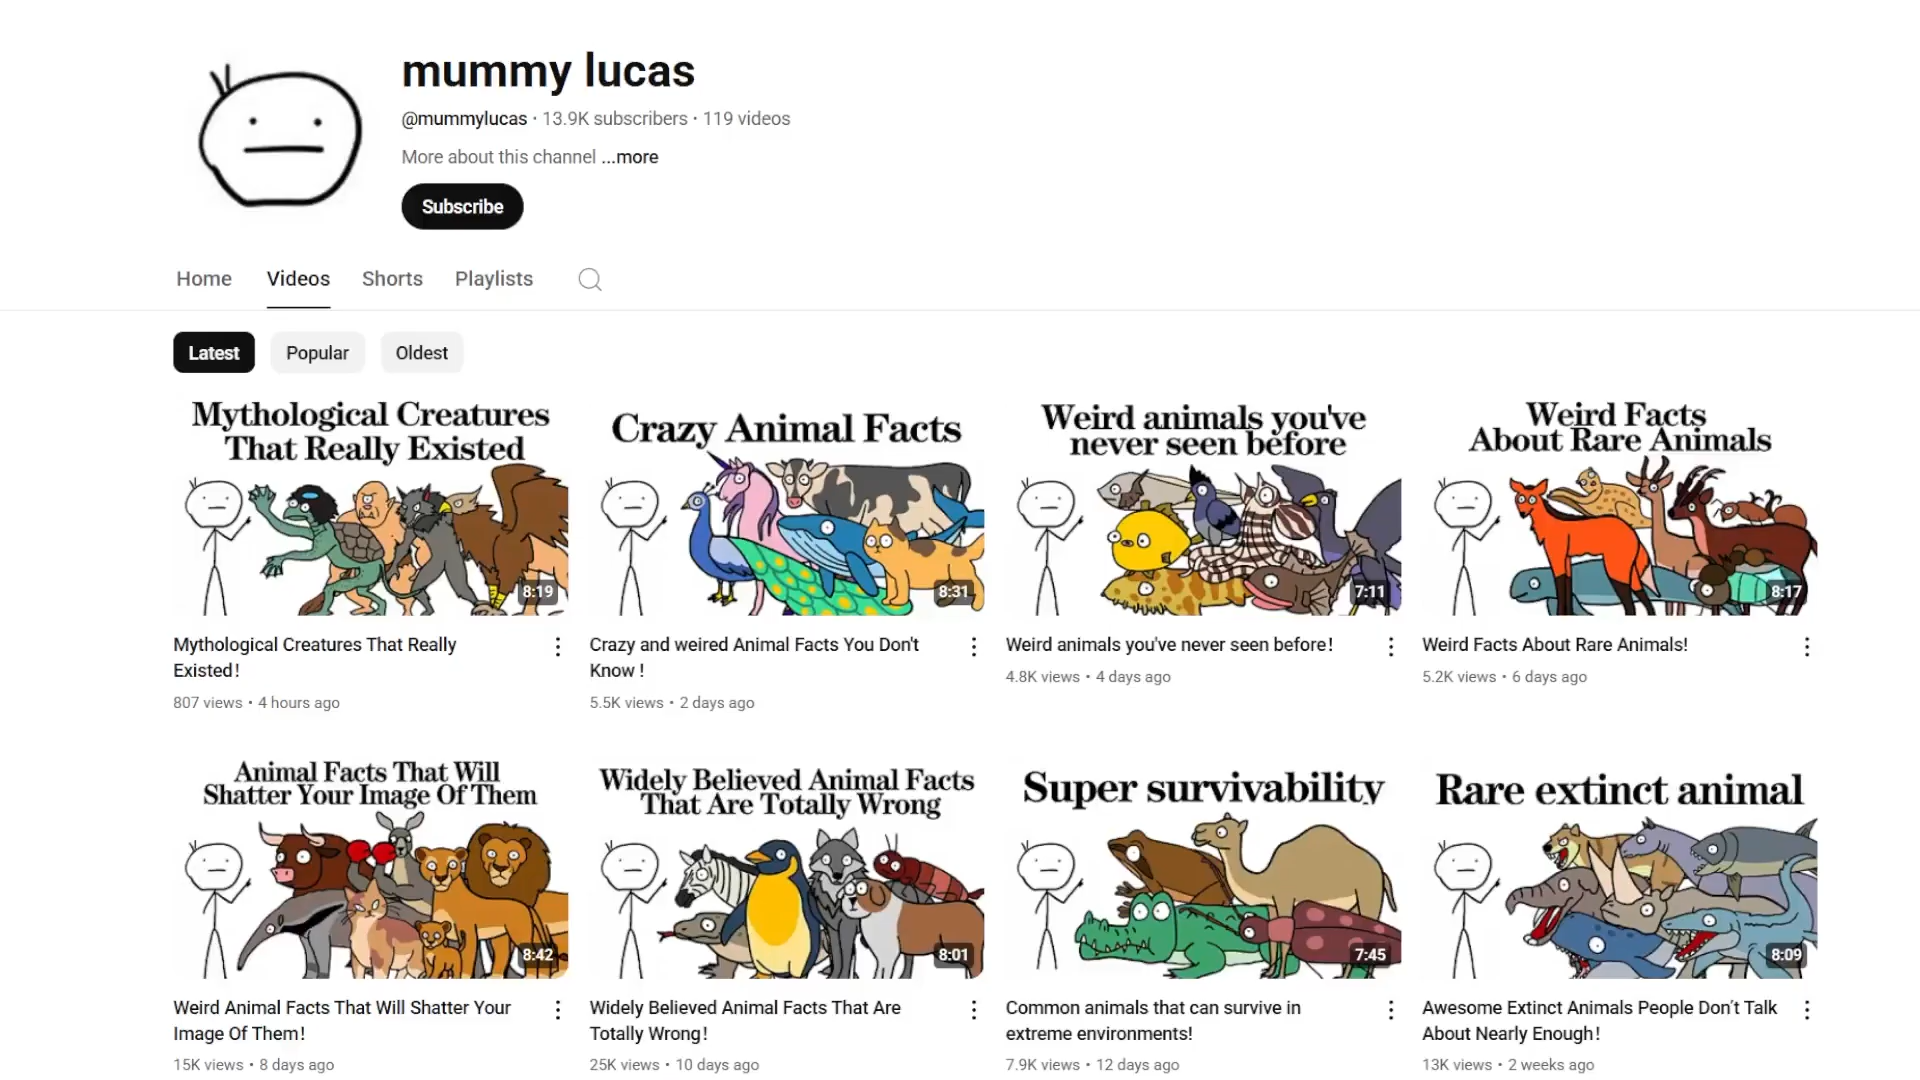 mummy lucas
@mummylucas · 13.9K subscribers · 119 videos
More about this channel ...more
Subscribe
Home Videos Shorts Playlists
Latest Popular Oldest
Mythological Creatures
That Really Existed
8:19
Crazy Animal Facts
8:31
Weird animals you've
never seen before
7:11
Weird Facts
About Rare Animals
8:17
Mythological Creatures That Really
Existed!
807 views • 4 hours ago
Crazy and weired Animal Facts You Don't
Know !
5.5K views • 2 days ago
Weird animals you've never seen before!
4.8K views • 4 days ago
Weird Facts About Rare Animals!
5.2K views • 6 days ago
Animal Facts That Will
Shatter Your Image Of Them
8:42
Widely Believed Animal Facts
That Are Totally Wrong
8:01
Super survivability
7:45
Rare extinct animal
8:09
Weird Animal Facts That Will Shatter Your
Image Of Them!
15K views • 8 days ago
Widely Believed Animal Facts That Are
Totally Wrong!
25K views • 10 days ago
Common animals that can survive in
extreme environments!
7.9K views • 12 days ago
Awesome Extinct Animals People Don't Talk
About Nearly Enough!
13K views • 2 weeks ago